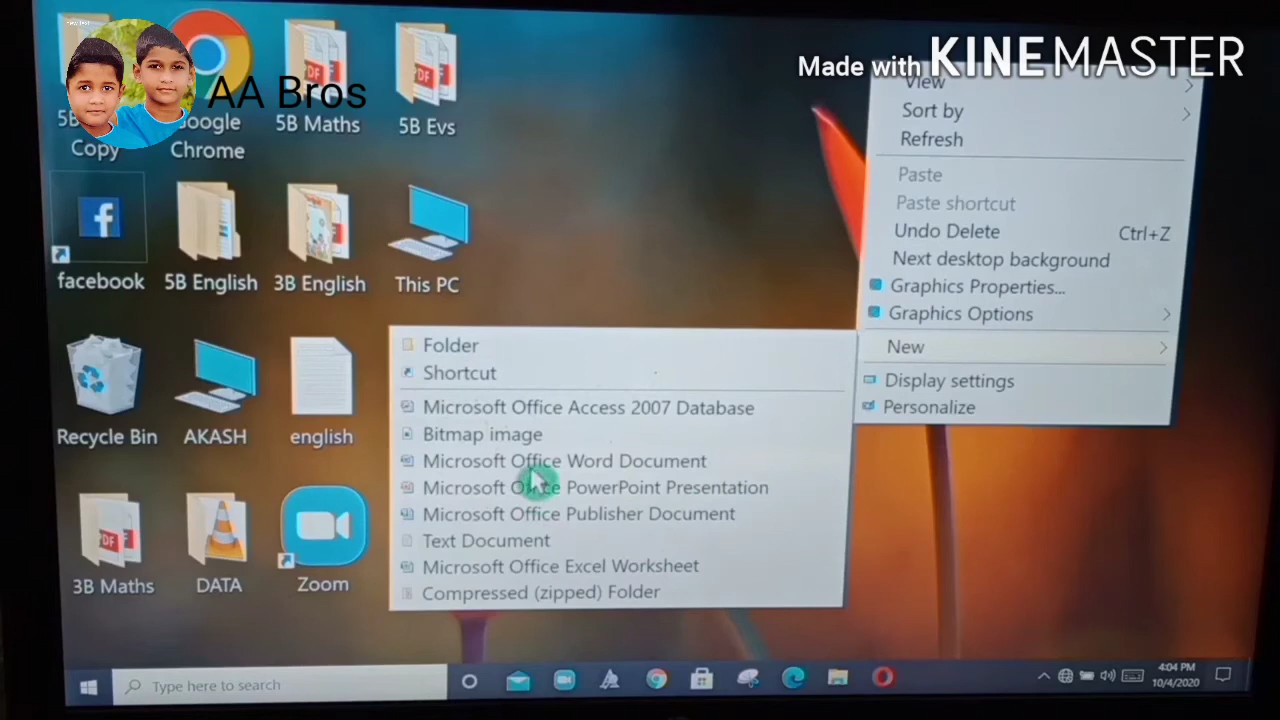 Made with KINEMASTER
AA Bros
Copy
Google
Chrome
5B Maths
5B Evs
facebook
5B English
3B English
This PC
Recycle Bin
AKASH
english
3B Maths
DATA
Zoom
View
Sort by
Refresh
Paste
Paste shortcut
Undo Delete Ctrl+Z
Next desktop background
Graphics Properties...
Graphics Options
New
Display settings
Personalize
Folder
Shortcut
Microsoft Office Access 2007 Database
Bitmap image
Microsoft Office Word Document
Microsoft Office PowerPoint Presentation
Microsoft Office Publisher Document
Text Document
Microsoft Office Excel Worksheet
Compressed (zipped) Folder
Type here to search
4:04 PM
10/4/2020